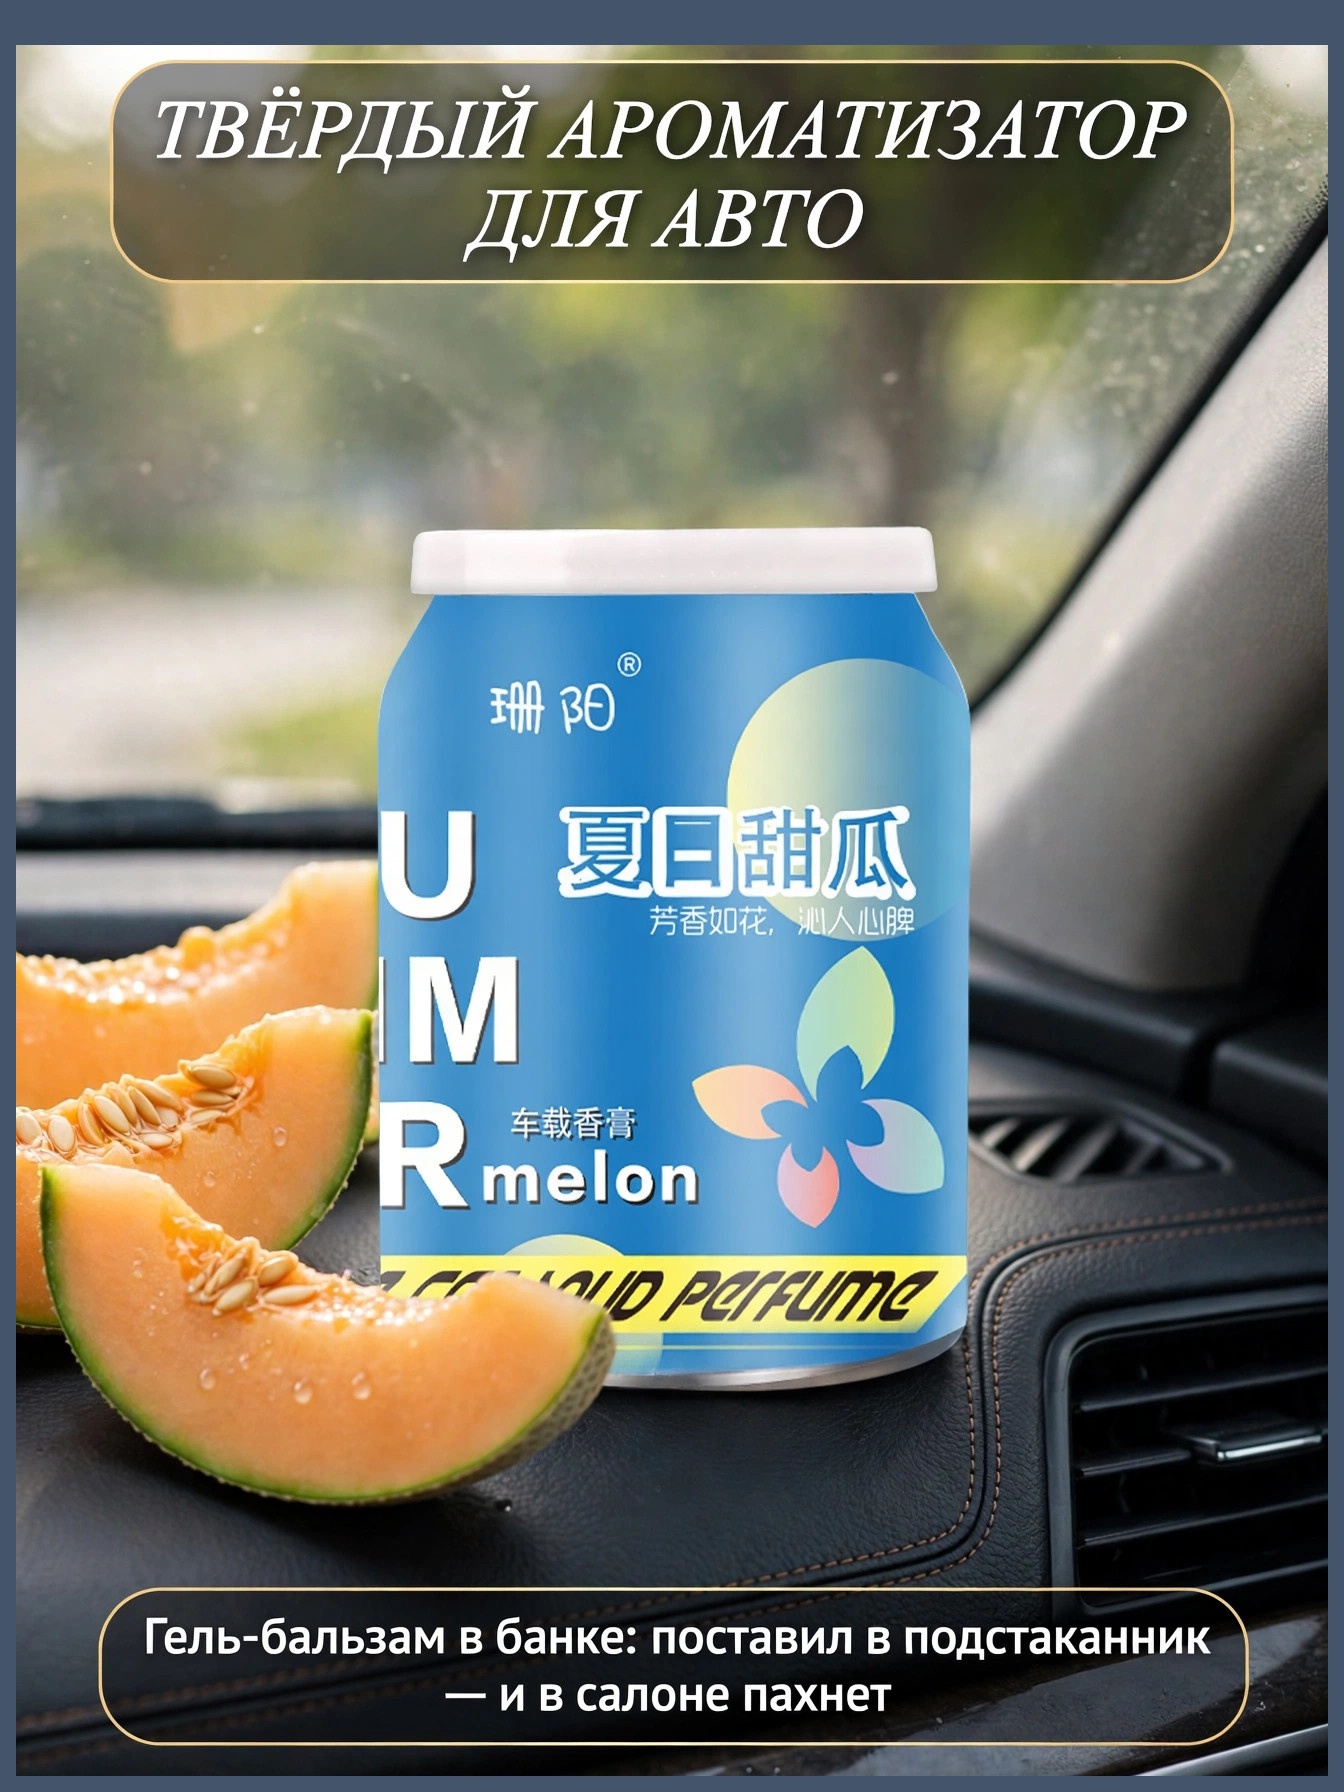 ТВЁРДЫЙ АРОМАТИЗАТОР
ДЛЯ АВТО
珊阳®
U
夏日甜瓜
芳香如花，沁人心脾
M
车载香膏
R melon
PERFUME
Гель-бальзам в банке: поставил в подстаканник
— и в салоне пахнет